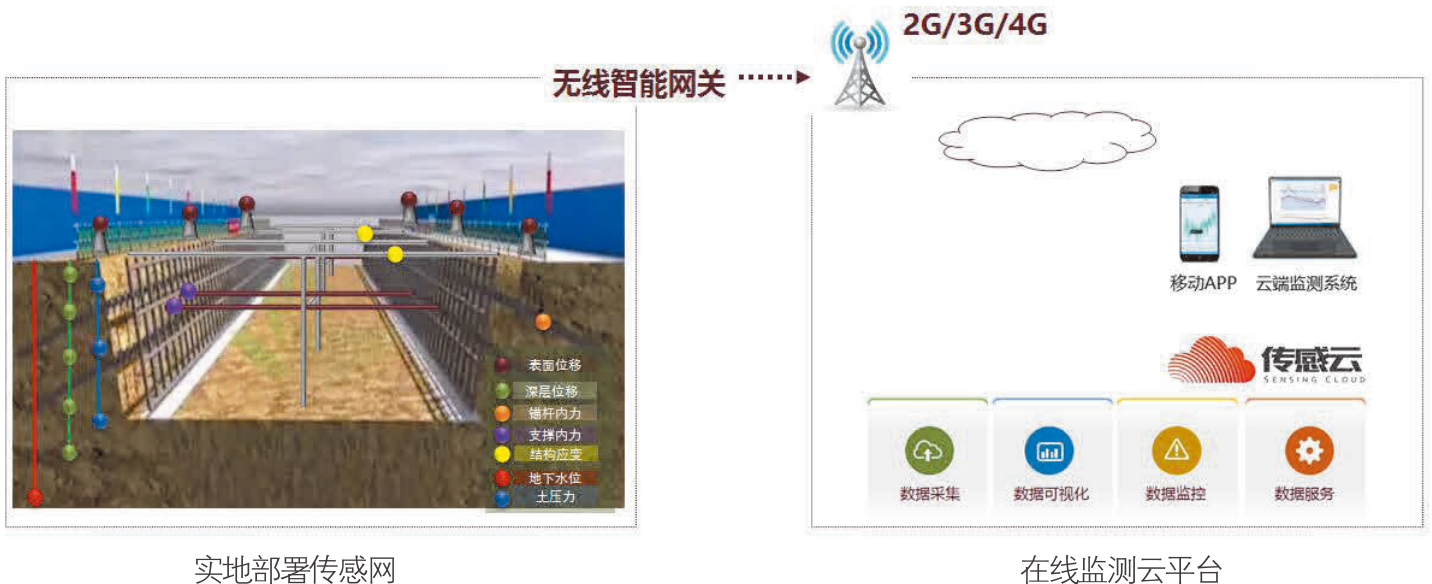 2G/3G/4G
无线智能网关
移动APP
云端监测系统
传感云
SENSING CLOUD
表面位移
深层位移
锚杆内力
支撑内力
结构应变
地下水位
土压力
数据采集
数据可视化
数据监控
数据服务
实地部署传感网
在线监测云平台